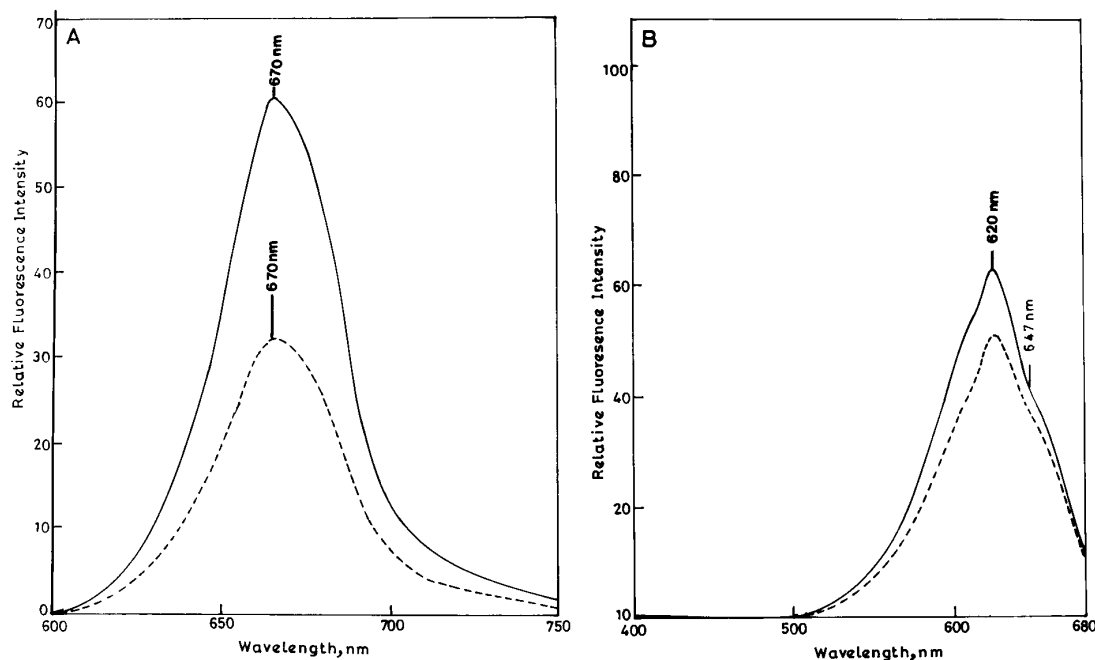 A
70
60
50
40
30
20
10
0
600
650
700
750
Relative Fluorescence Intensity
Wavelength, nm
670 nm
670 nm
B
100
80
60
40
20
10
400
500
600
680
Relative Fluoresence Intensity
Wavelength, nm
620 nm
647 nm